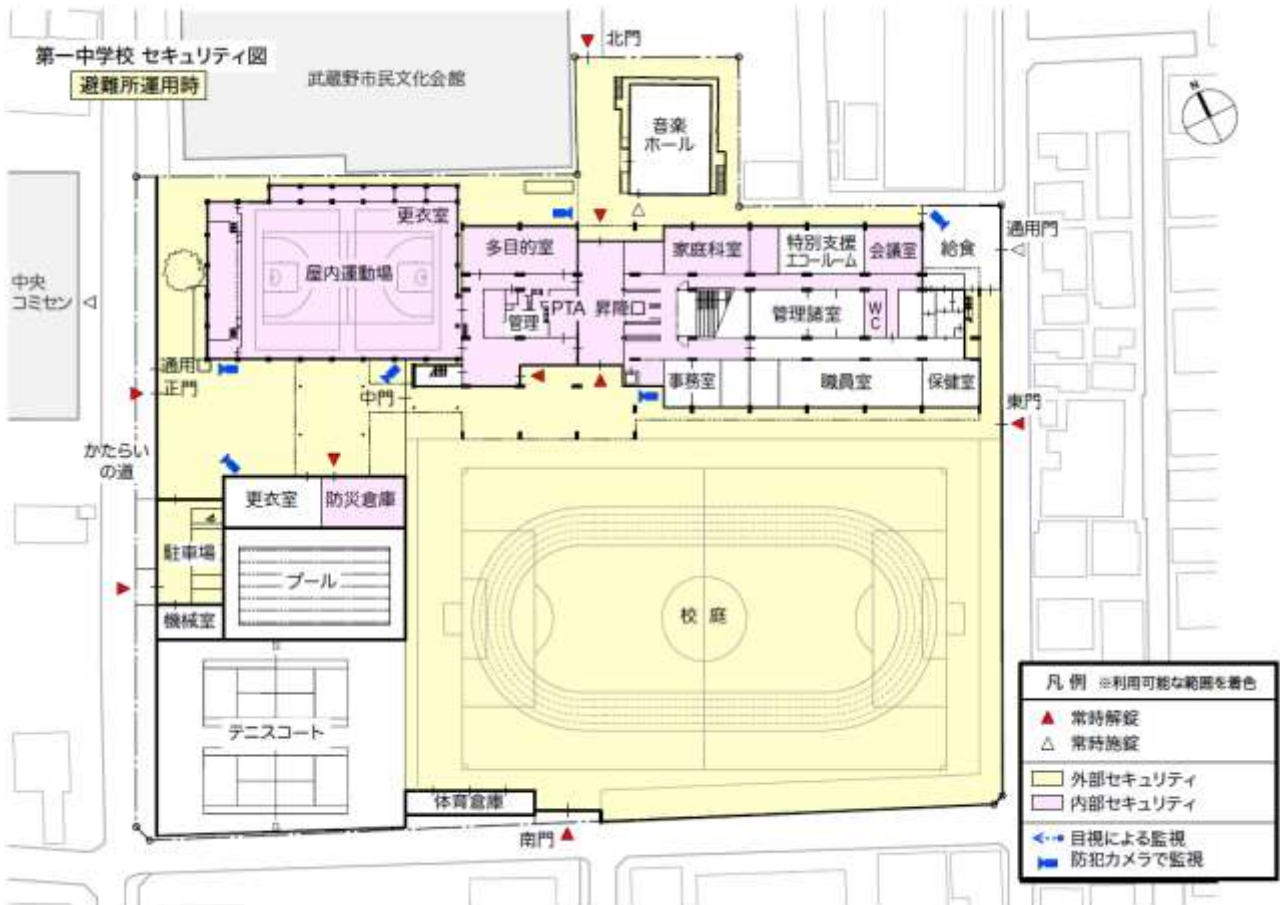 第一中学校 セキュリティ図
避難所運用時
武蔵野市民文化会館
北門
音楽
ホール
N
中央
コミセン
更衣室
屋内運動場
多目的室
家庭科室
特別支援
エコールーム
会議室
給食
通用門
管理
PTA
昇降口
管理諸室
WC
通用口
正門
中門
事務室
職員室
保健室
東門
かたらい
の道
更衣室
防災倉庫
駐車場
プール
機械室
校庭
テニスコート
体育倉庫
南門
凡例 ※利用可能な範囲を着色
常時解錠
常時施錠
外部セキュリティ
内部セキュリティ
目視による監視
防犯カメラで監視